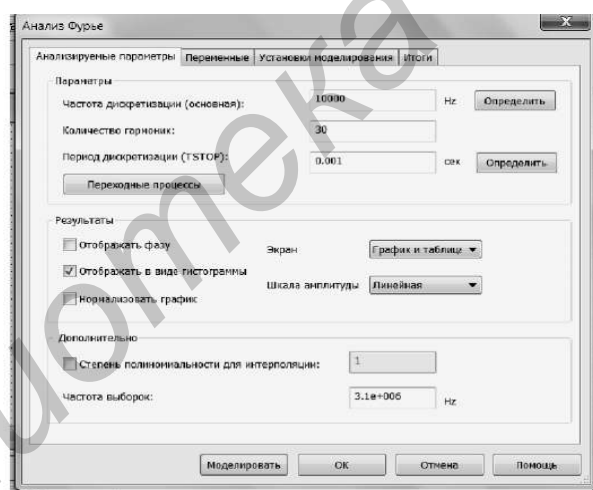 Анализ Фурье
Анализируемые параметры Переменные Установки моделирования Итоги
Параметры
Частота дискретизации (основная): 10000 Hz Определить
Количество гармоник: 30
Период дискретизации (TSTOP): 0.001 сек Определить
Переходные процессы
Результаты
Отображать фазу Экран График и таблица
Отображать в виде гистограммы
Шкала амплитуды Линейная
Нормализовать график
Дополнительно
Степень полиномиальности для интерполяции: 1
Частота выборок: 3.1e+006 Hz
Моделировать ОК Отмена Помощь